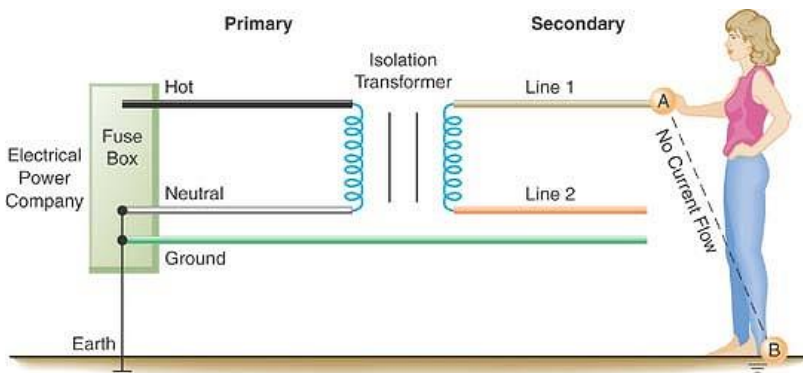 Primary
Secondary
Isolation
Transformer
Hot
Line 1
A
Fuse
Box
Electrical
Power
Company
No Current Flow
Neutral
Line 2
Ground
Earth
B